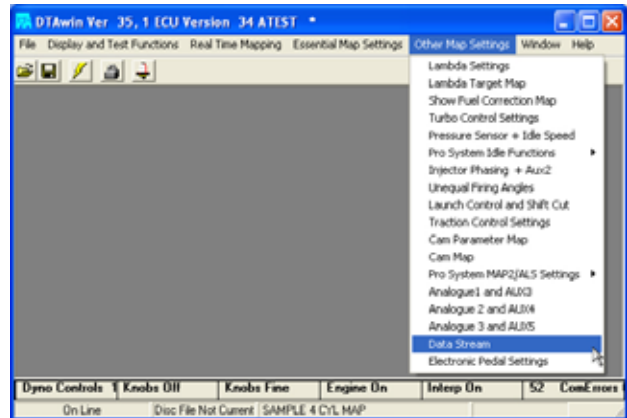 DTAwin Ver 35, 1 ECU Version 34 ATEST *
File Display and Test Functions Real Time Mapping Essential Map Settings Other Map Settings Window Help
Lambda Settings
Lambda Target Map
Show Fuel Correction Map
Turbo Control Settings
Pressure Sensor + Idle Speed
Pro System Idle Functions
Injector Phasing + Aux2
Unequal Firing Angles
Launch Control and Shift Cut
Traction Control Settings
Cam Parameter Map
Cam Map
Pro System MAP2/ALS Settings
Analogue1 and AUX3
Analogue 2 and AUX4
Analogue 3 and AUX5
Data Stream
Electronic Pedal Settings
Dyno Controls 1 Knobs Off Knobs Fine Engine On Interp On 52 ComErrors
On Line Disc File Not Current SAMPLE 4 CYL MAP